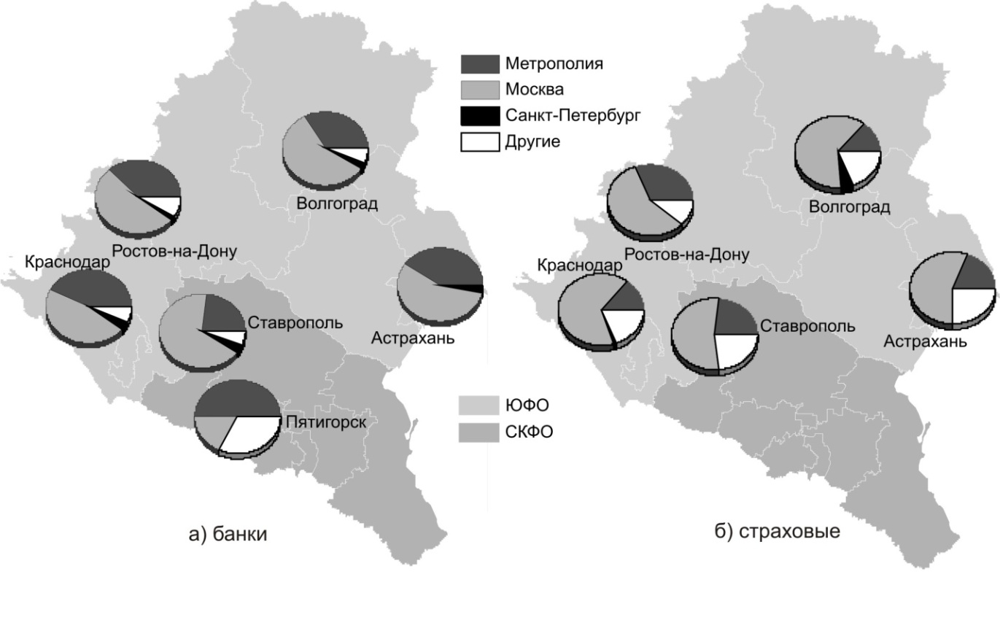 Метрополия
Москва
Санкт-Петербург
Другие
Волгоград
Ростов-на-Дону
Краснодар
Ставрополь
Астрахань
Пятигорск
а) банки
ЮФО
СКФО
Волгоград
Ростов-на-Дону
Краснодар
Ставрополь
Астрахань
б) страховые